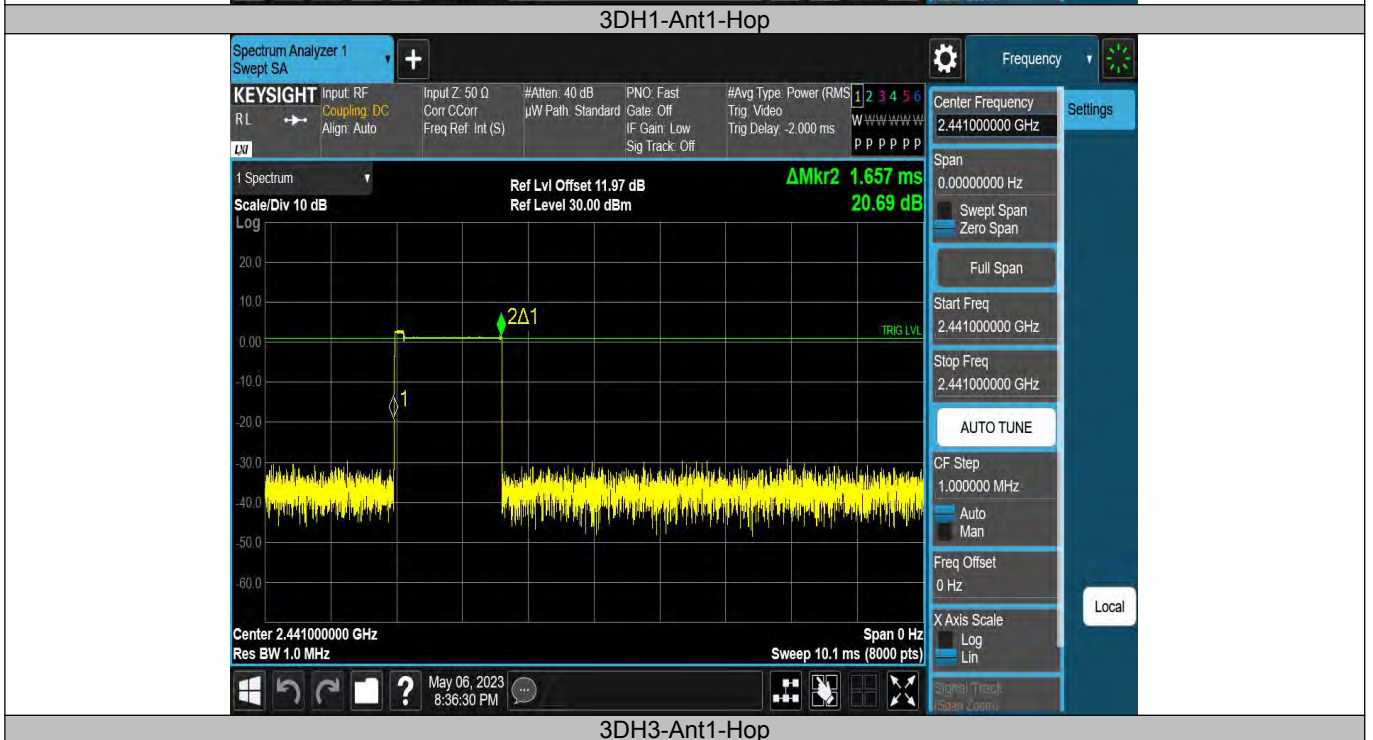 3DH1-Ant1-Hop
Spectrum Analyzer 1
Swept SA
+
Frequency
KEYSIGHT
RL
LXI
Input: RF
Coupling: DC
Align: Auto
Input Z: 50 Ω
Corr CCorr
Freq Ref: Int (S)
#Atten: 40 dB
µW Path: Standard
PNO: Fast
Gate: Off
IF Gain: Low
Sig Track: Off
#Avg Type: Power (RMS
Trig: Video
Trig Delay: -2.000 ms
1 2 3 4 5 6
W W W W W W
P P P P P P
Center Frequency
2.441000000 GHz
Settings
1 Spectrum
Scale/Div 10 dB
Log
Ref Lvl Offset 11.97 dB
Ref Level 30.00 dBm
ΔMkr2 1.657 ms
20.69 dB
Span
0.00000000 Hz
Swept Span
Zero Span
Full Span
Start Freq
2.441000000 GHz
Stop Freq
2.441000000 GHz
AUTO TUNE
CF Step
1.000000 MHz
Auto
Man
Freq Offset
0 Hz
X Axis Scale
Log
Lin
Signal Track
(Span Zoom)
Local
20.0
10.0
0.00
-10.0
-20.0
-30.0
-40.0
-50.0
-60.0
2Δ1
1
TRIG LVL
Center 2.441000000 GHz
Res BW 1.0 MHz
Span 0 Hz
Sweep 10.1 ms (8000 pts)
?
May 06, 2023
8:36:30 PM
3DH3-Ant1-Hop